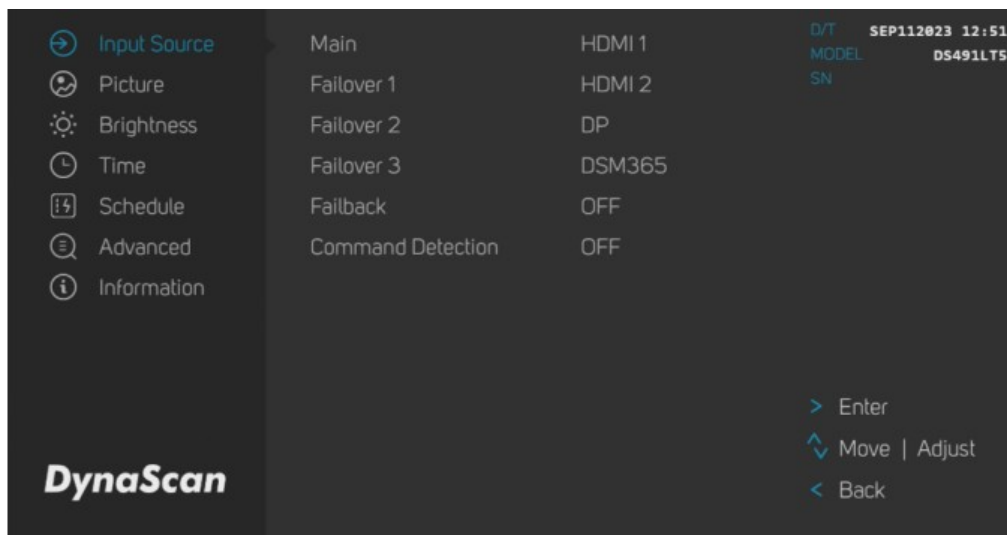 Input Source
Picture
Brightness
Time
Schedule
Advanced
Information
DynaScan
Main HDMI 1
Failover 1 HDMI 2
Failover 2 DP
Failover 3 DSM365
Failback OFF
Command Detection OFF
D/T SEP112023 12:51
MODEL DS491LT5
SN
> Enter
Move | Adjust
< Back